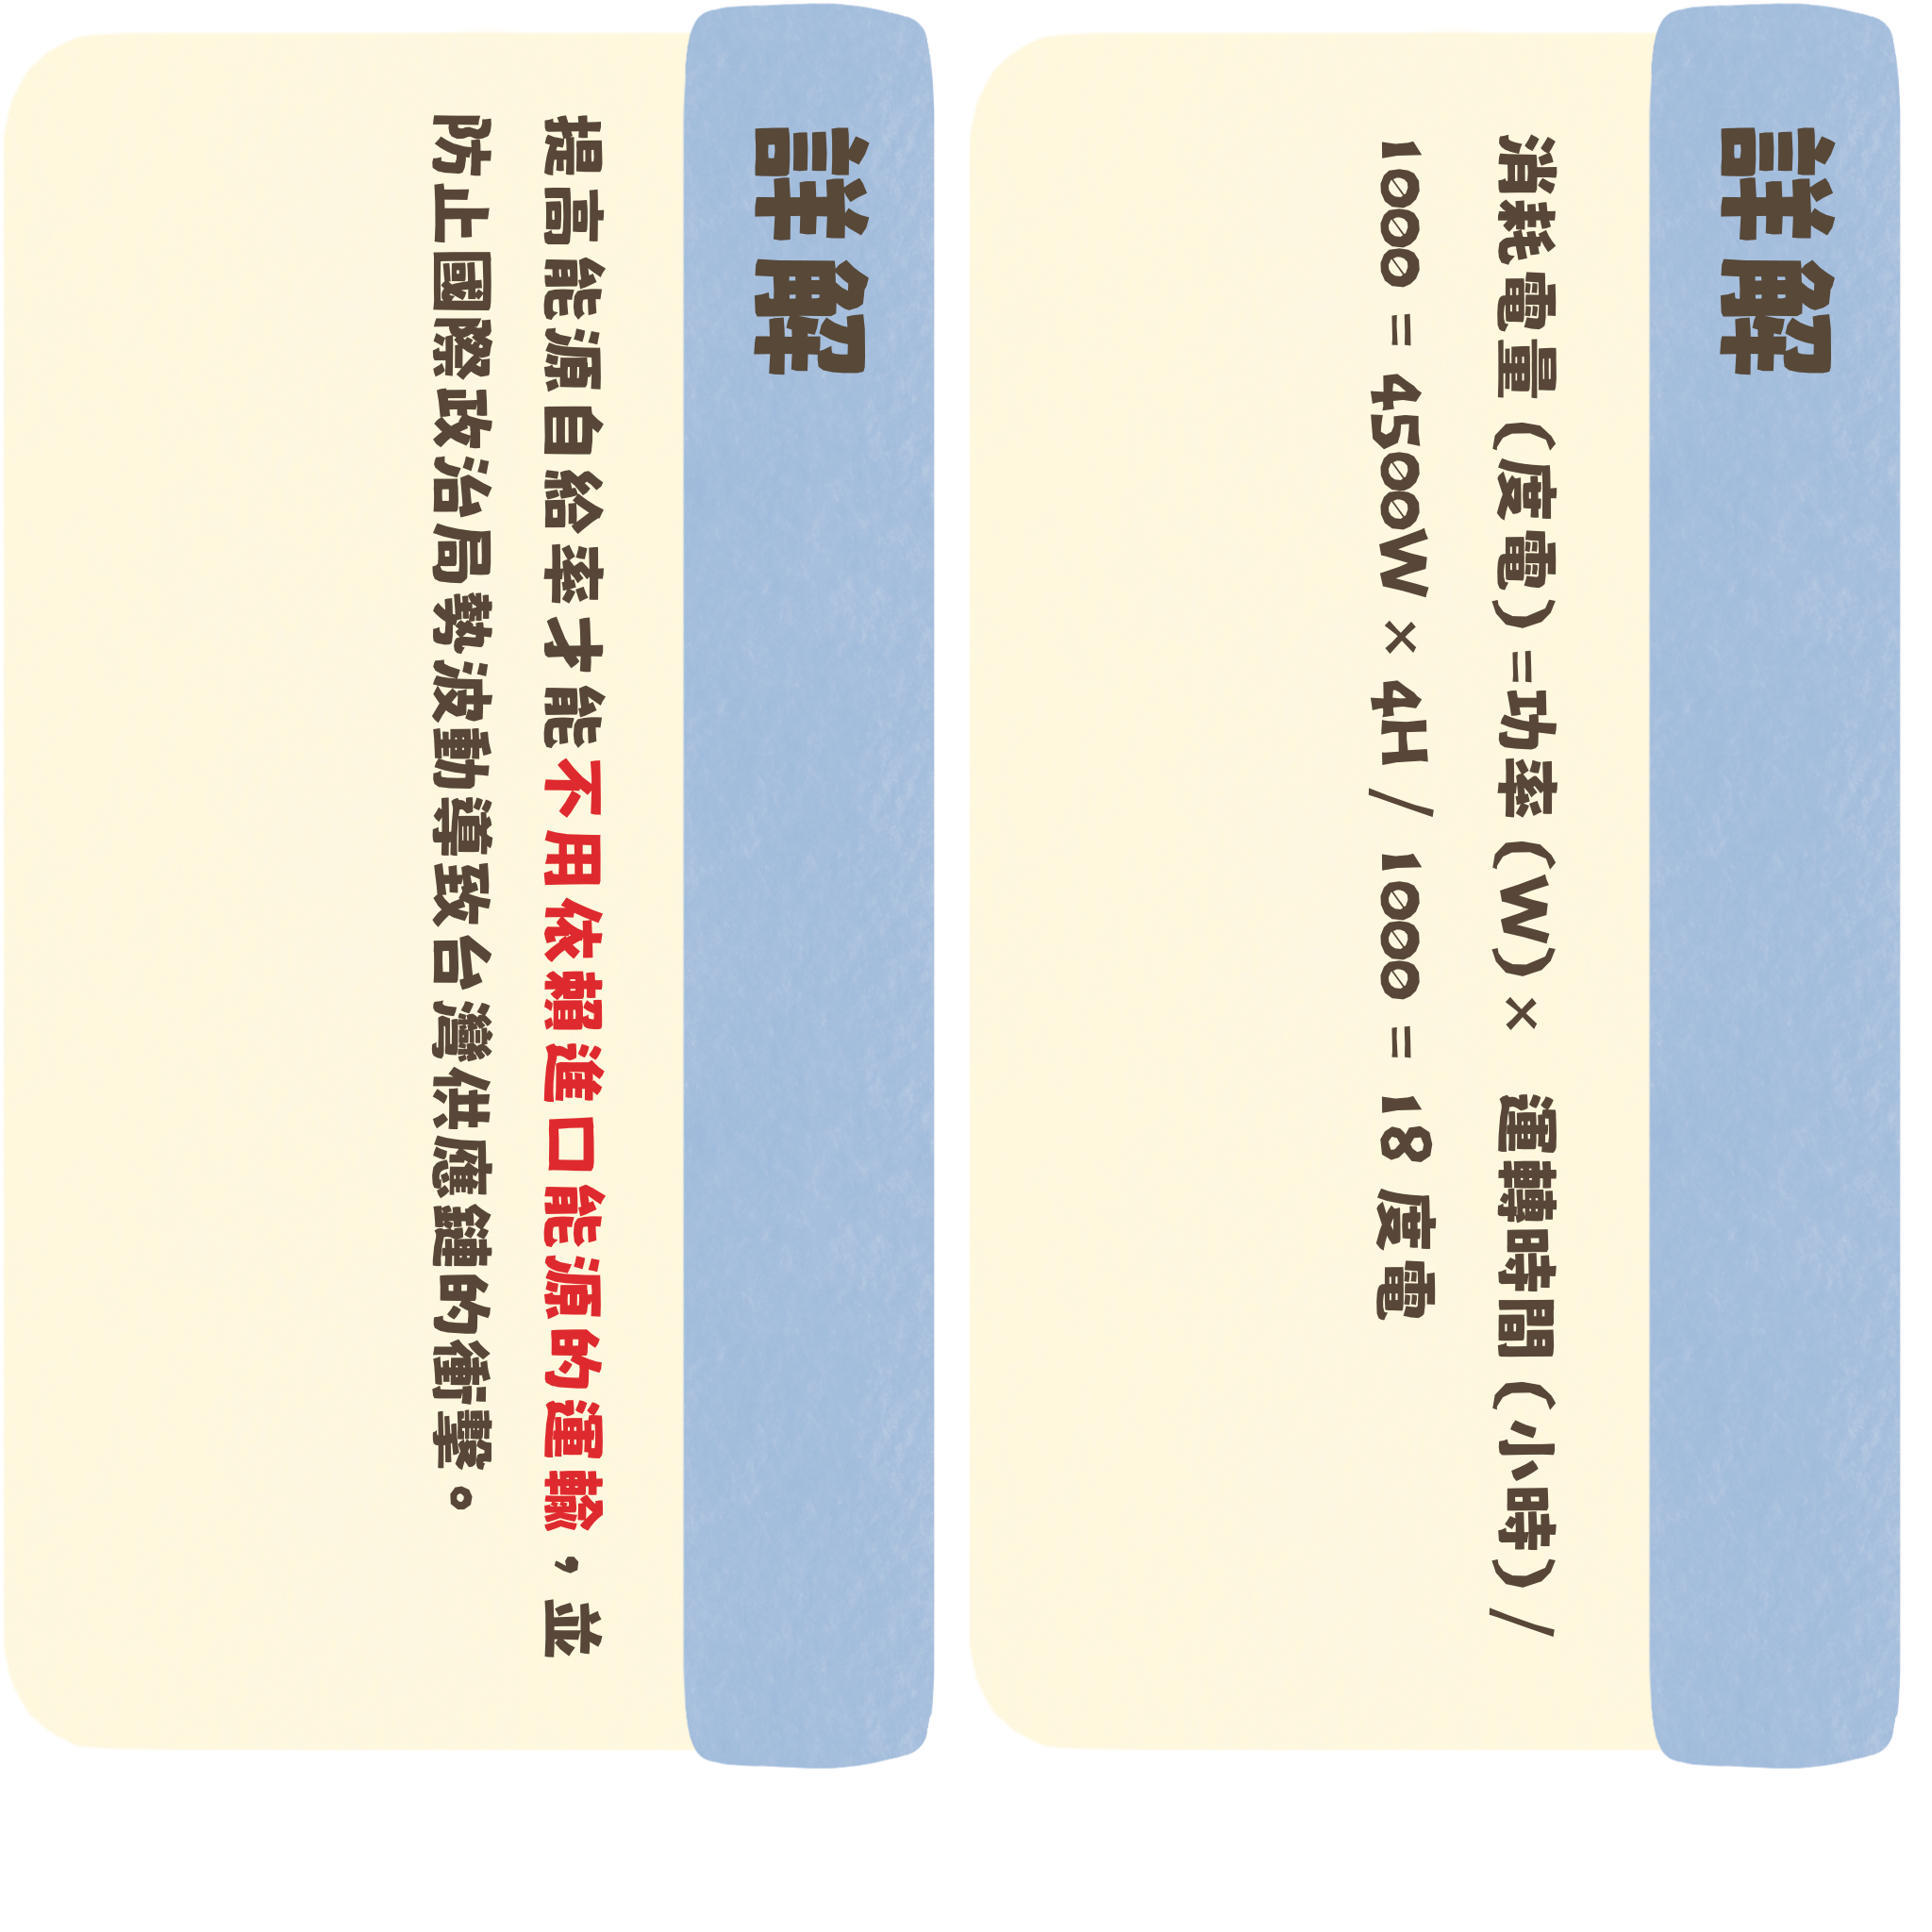 詳解
消耗電量(度電)=功率(W)× 運轉時間(小時)/
1000 = 4500W × 4H / 1000 = 18 度電
詳解
提高能源自給率才能不用依賴進口能源的運輸,並
防止國際政治局勢波動導致台灣供應鏈的衝擊。